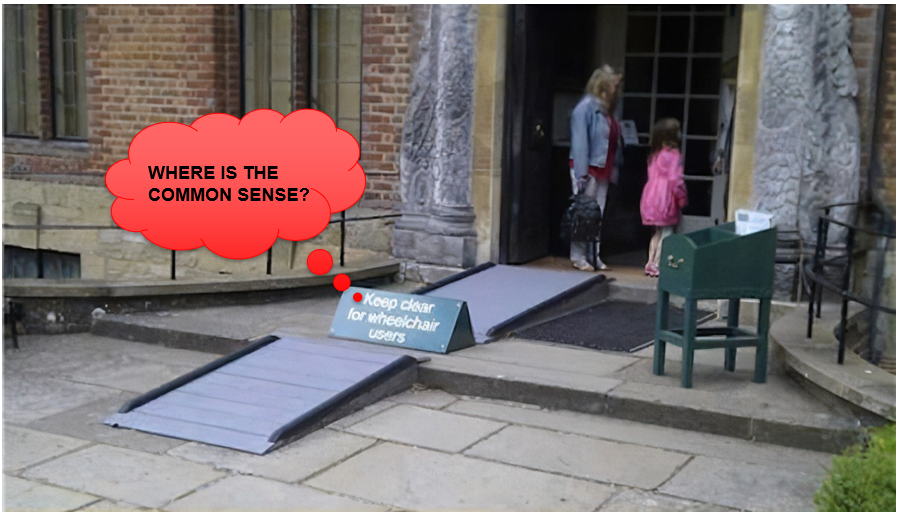 WHERE IS THE
COMMON SENSE?
Keep clear
for wheelchair
users